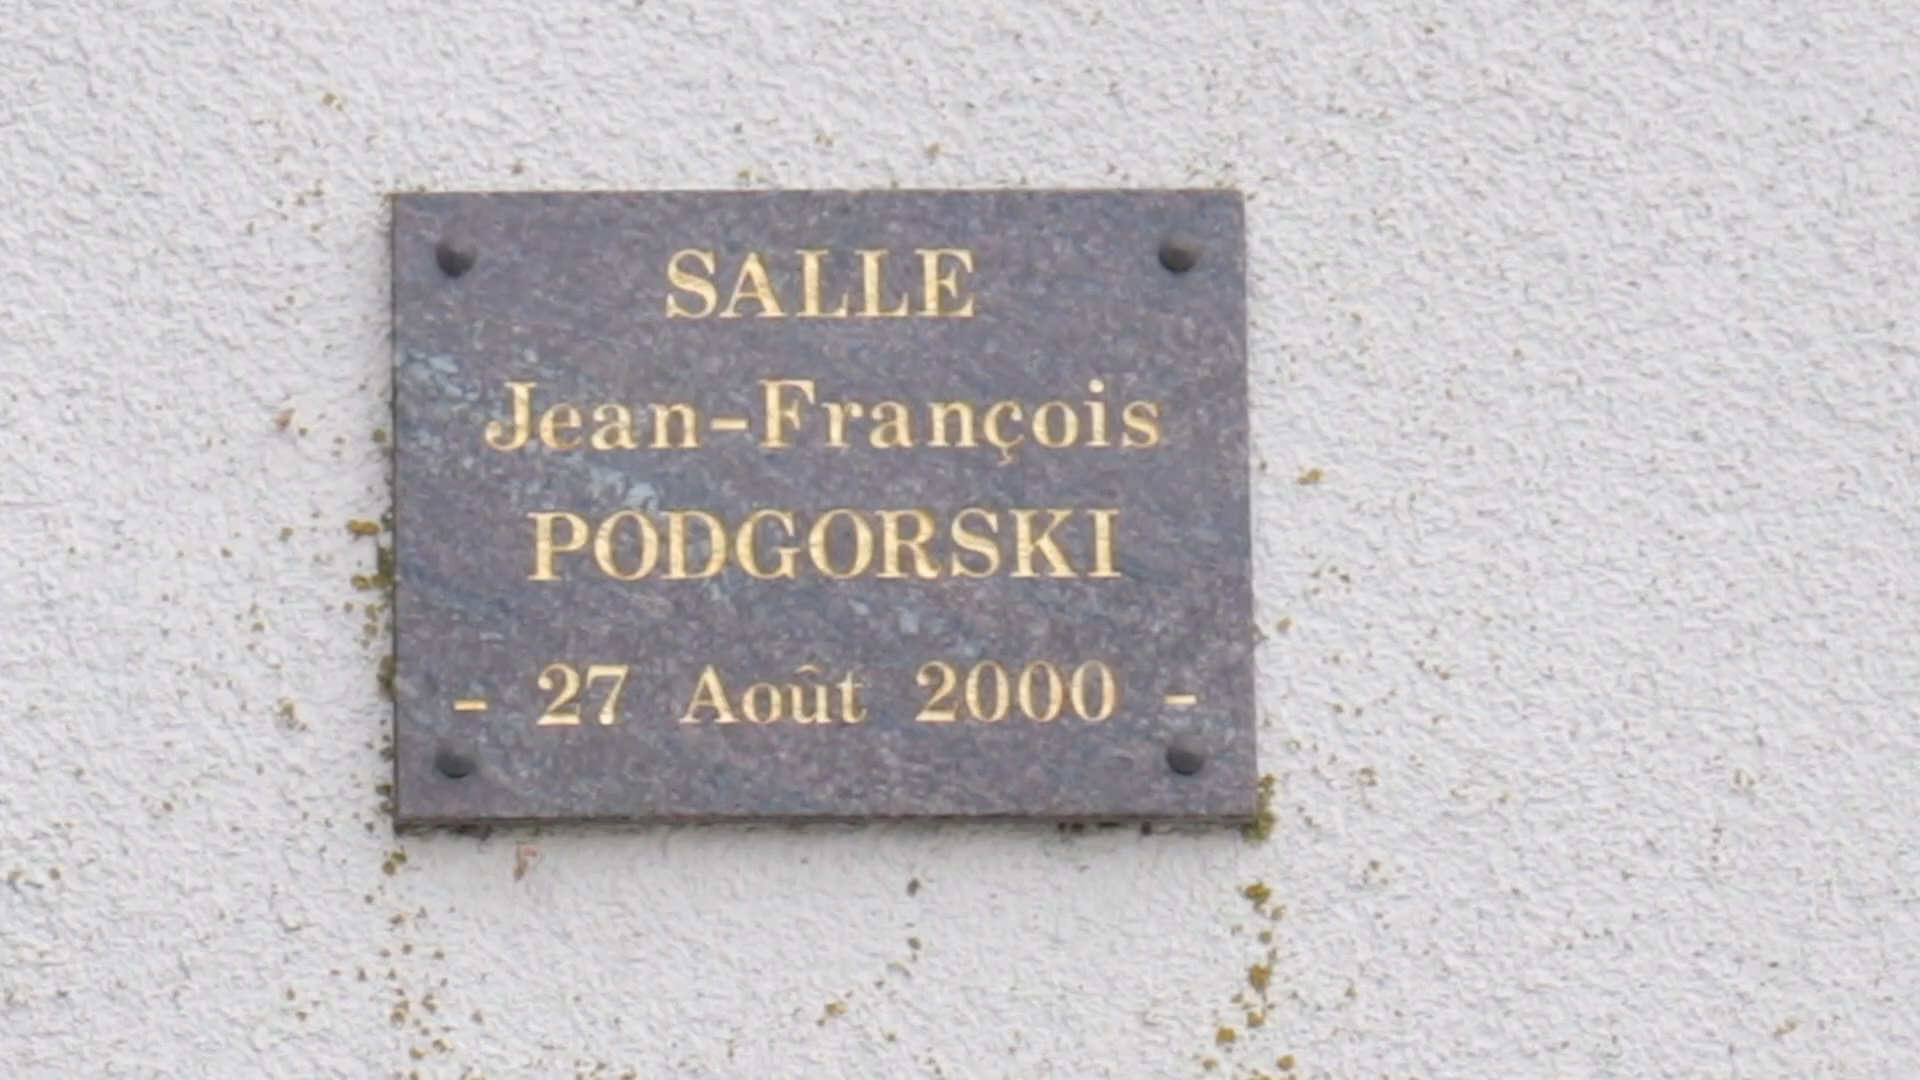 SALLE
Jean-François
PODGORSKI
- 27 Août 2000 -